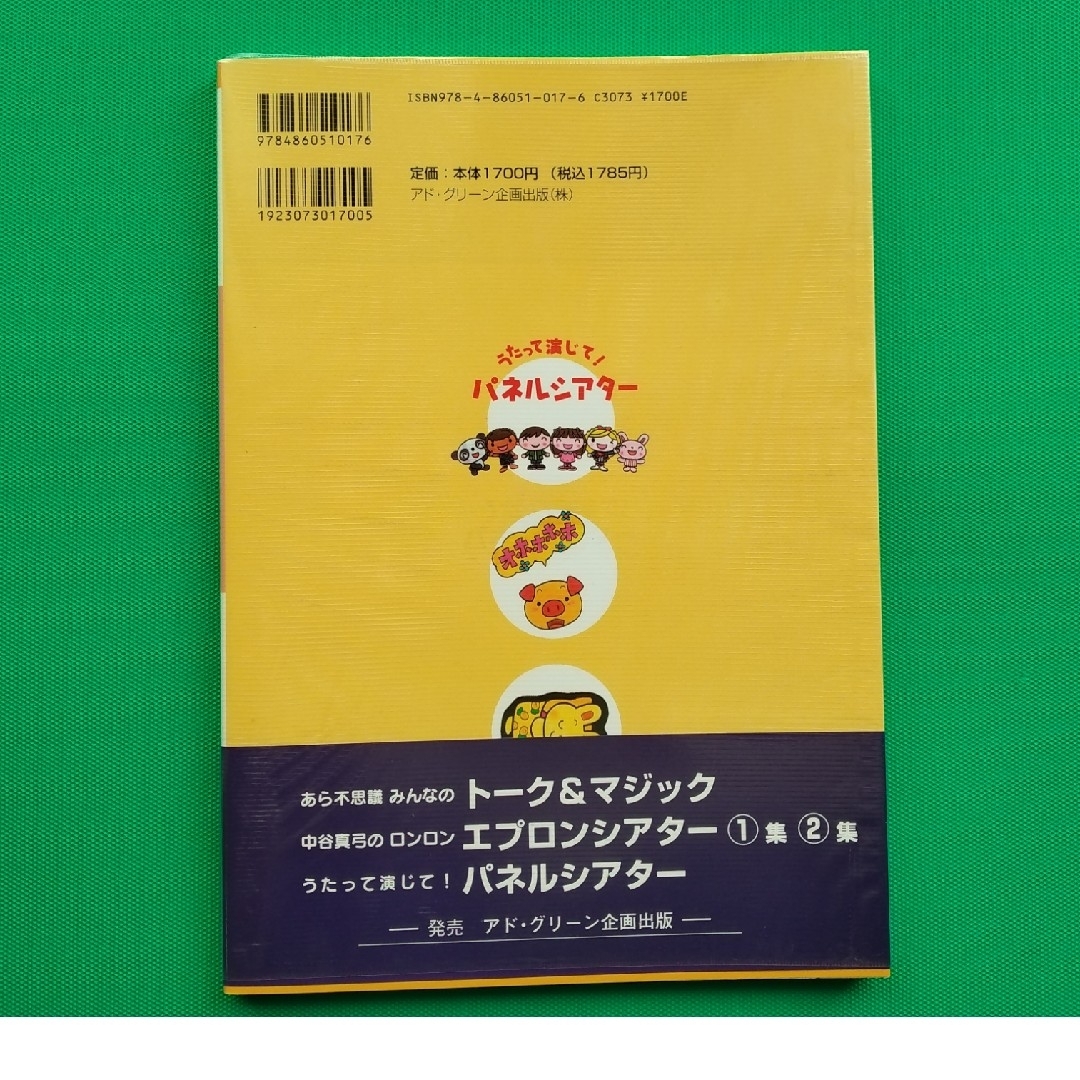 ISBN978-4-86051-017-6 C3073 ¥1700E
9784860510176
定価：本体1700円 （税込1785円）
アド・グリーン企画出版（株）
1923073017005
うたって演じて！
パネルシアター
オホホホホ
あら不思議 みんなの トーク＆マジック
中谷真弓の ロンロン エプロンシアター ① 集 ② 集
うたって演じて！ パネルシアター
― 発売 アド・グリーン企画出版 ―